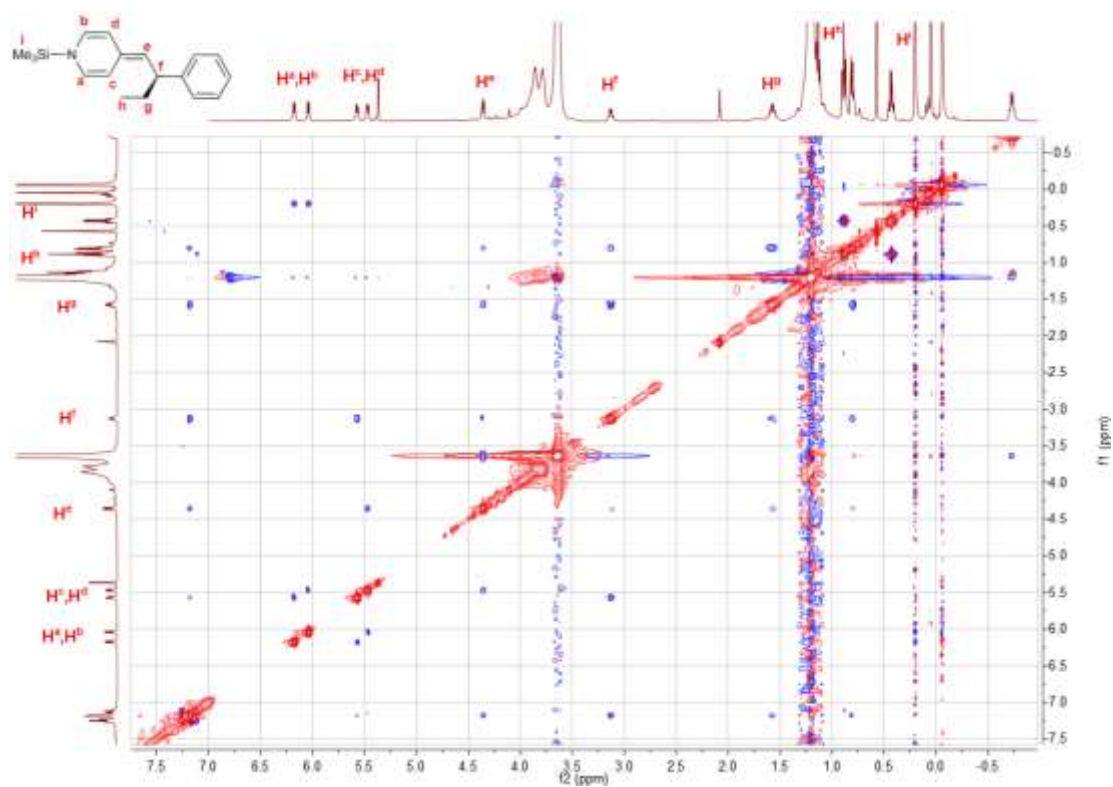 b
d
i
Me₃Si
N
e
f
a
c
h
g
Hᵃ,Hᵇ
Hᶜ,Hᵈ
Hᵉ
Hᶠ
Hᵍ
Hʰ
Hⁱ
Hⁱ
Hʰ
Hᵍ
Hᶠ
Hᵉ
Hᶜ,Hᵈ
Hᵃ,Hᵇ
-0.5
0.0
0.5
1.0
1.5
2.0
2.5
3.0
3.5
4.0
4.5
5.0
5.5
6.0
6.5
7.0
7.5
f1 (ppm)
7.5 7.0 6.5 6.0 5.5 5.0 4.5 4.0 3.5 3.0 2.5 2.0 1.5 1.0 0.5 0.0 -0.5
f2 (ppm)